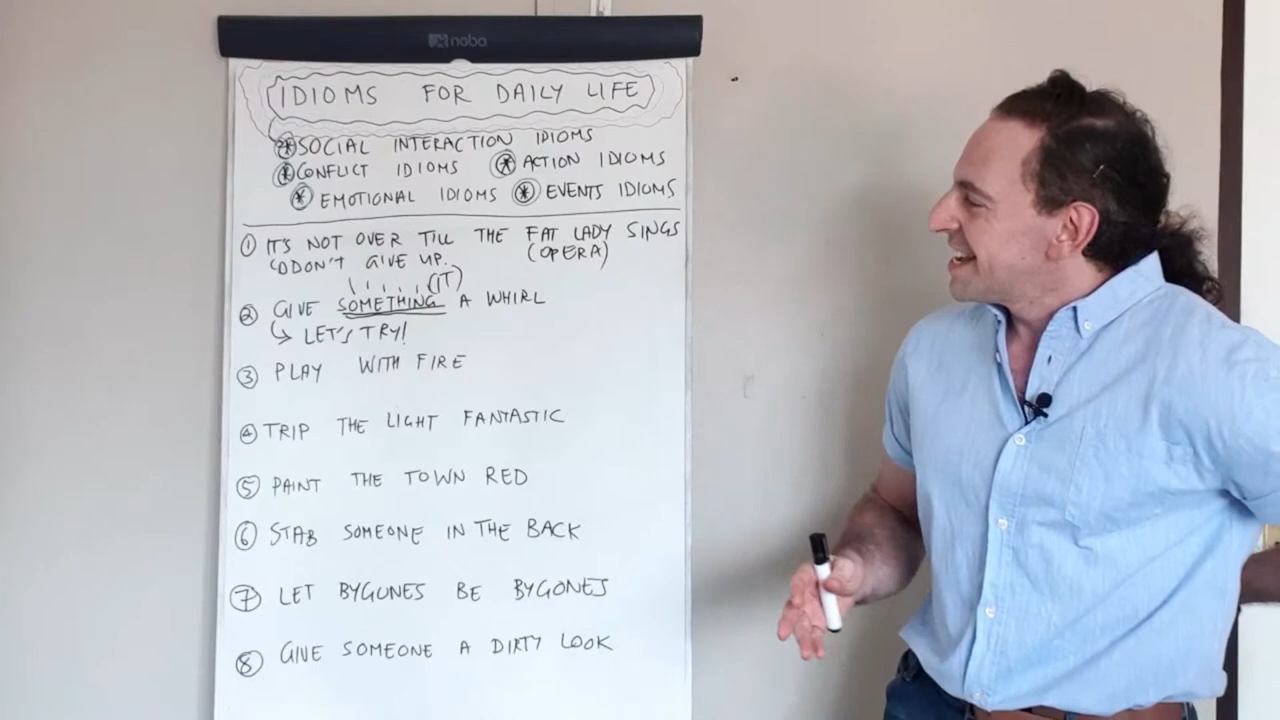 nobo
IDIOMS FOR DAILY LIFE
* SOCIAL INTERACTION IDIOMS
* CONFLICT IDIOMS * ACTION IDIOMS
* EMOTIONAL IDIOMS * EVENTS IDIOMS
① IT'S NOT OVER TILL THE FAT LADY SINGS
DON'T GIVE UP. (OPERA)
(IT)
② GIVE SOMETHING A WHIRL
↳ LET'S TRY!
③ PLAY WITH FIRE
④ TRIP THE LIGHT FANTASTIC
⑤ PAINT THE TOWN RED
⑥ STAB SOMEONE IN THE BACK
⑦ LET BYGONES BE BYGONES
⑧ GIVE SOMEONE A DIRTY LOOK